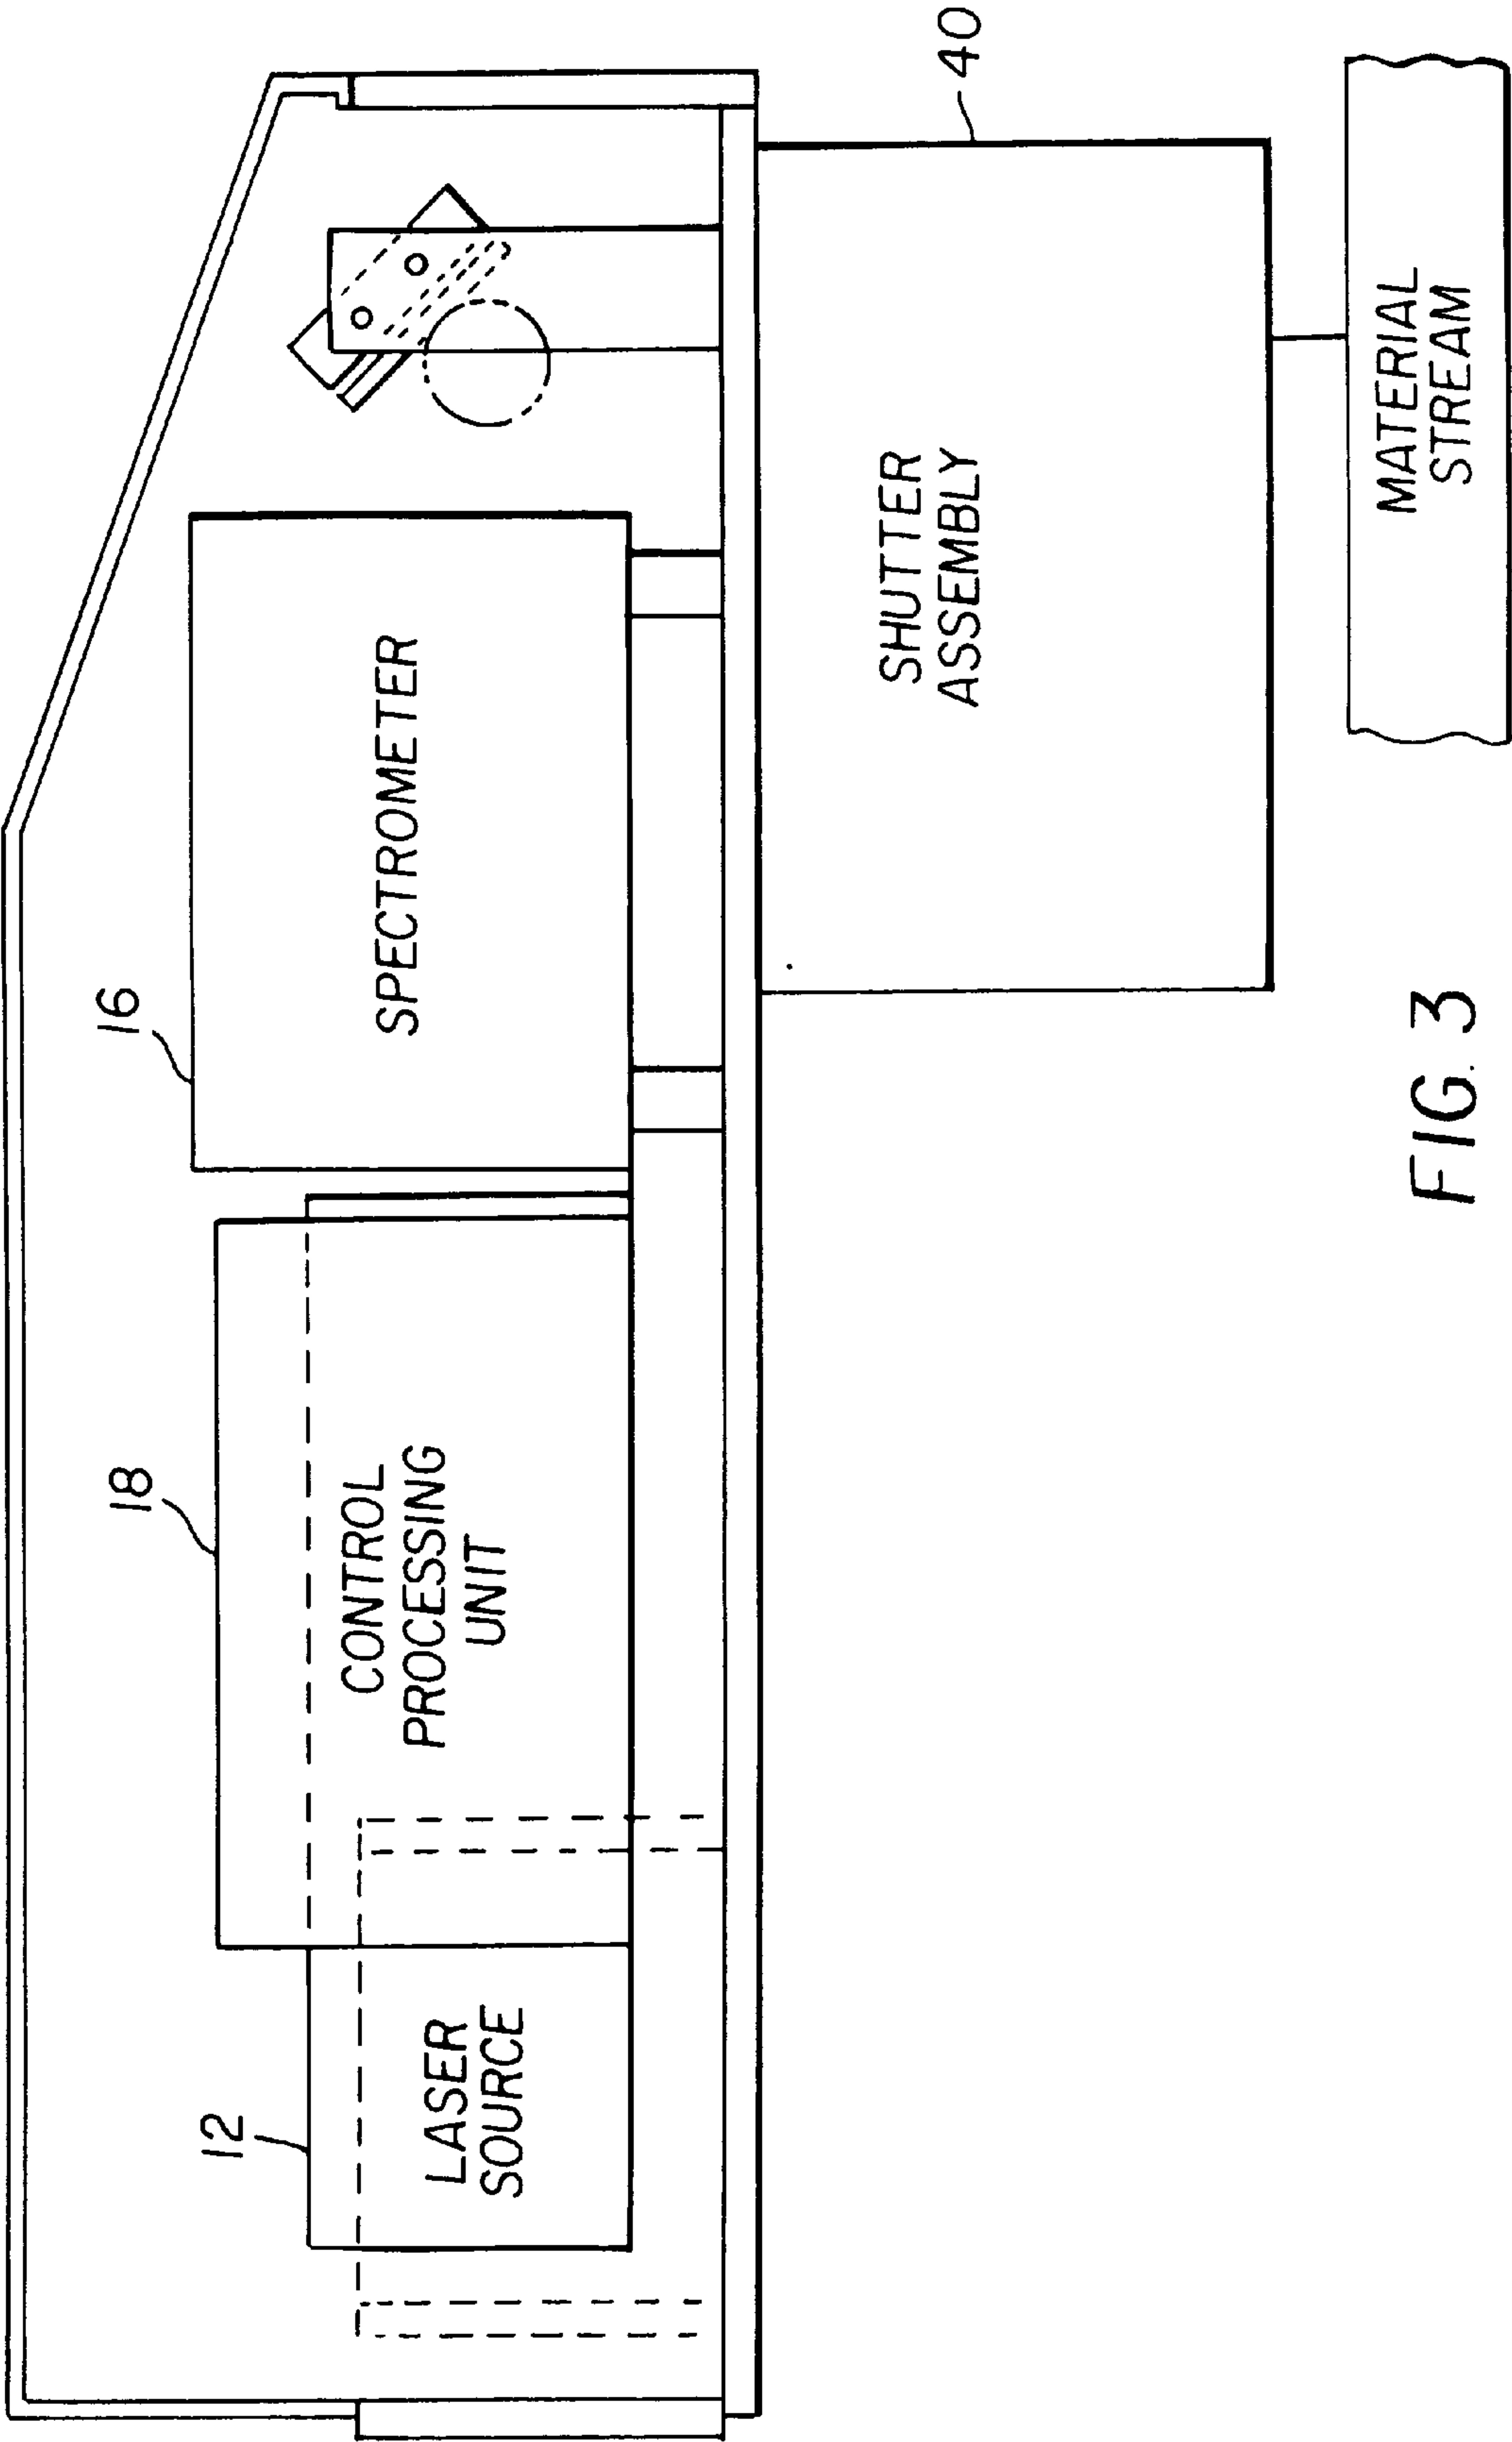 16
18
12
SPECTROMETER
CONTROL
PROCESSING
UNIT
LASER
SOURCE
40
SHUTTER
ASSEMBLY
MATERIAL
STREAM
FIG. 3